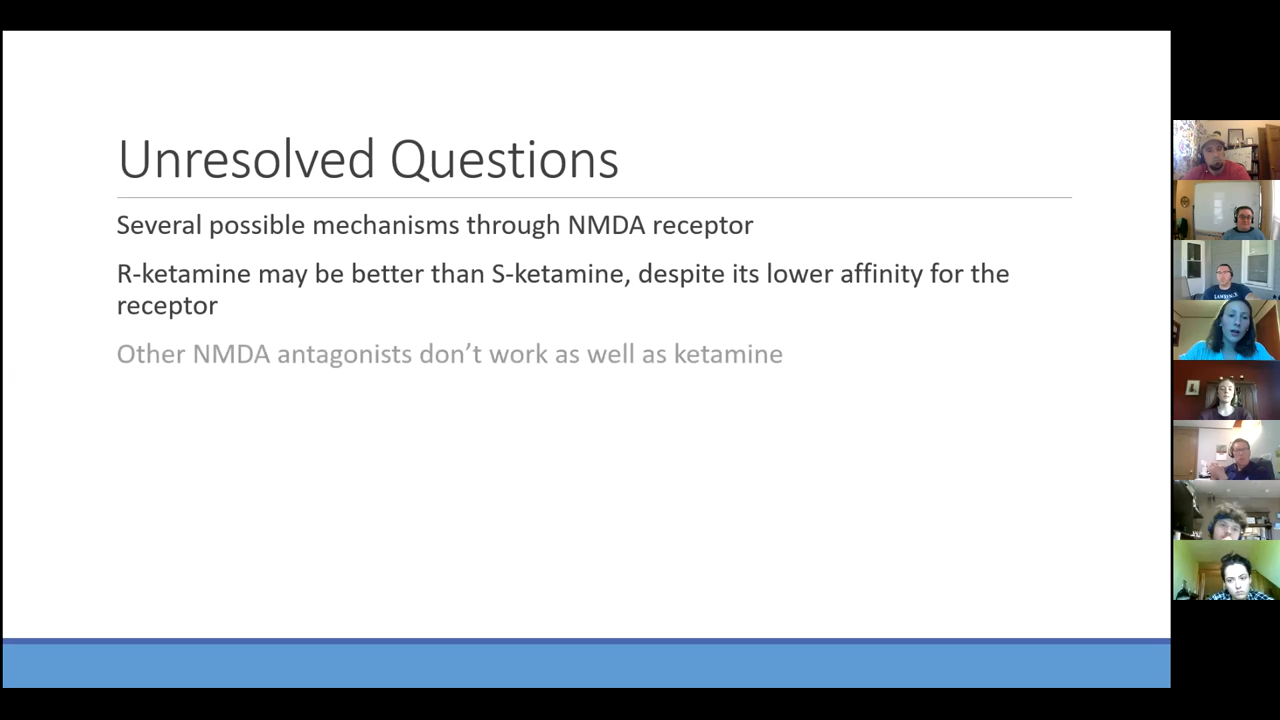 Unresolved Questions
Several possible mechanisms through NMDA receptor
R-ketamine may be better than S-ketamine, despite its lower affinity for the
receptor
Other NMDA antagonists don’t work as well as ketamine
LAWRENCE